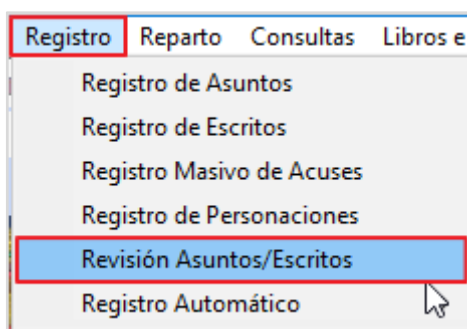 Registro Reparto Consultas Libros e
Registro de Asuntos
Registro de Escritos
Registro Masivo de Acuses
Registro de Personaciones
Revisión Asuntos/Escritos
Registro Automático